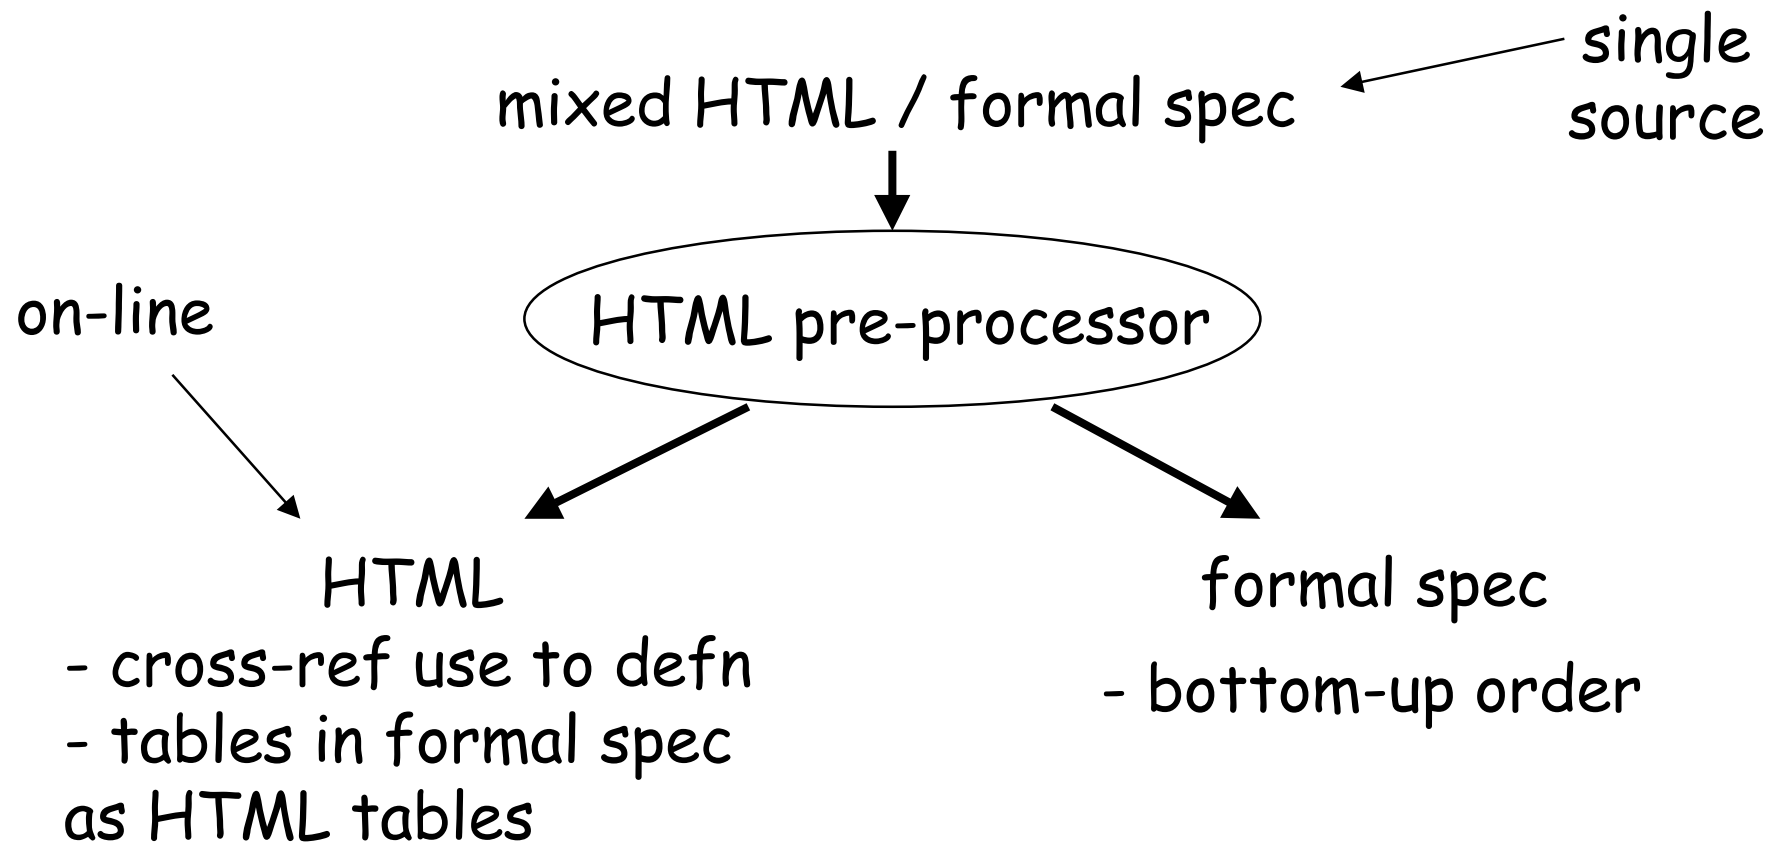 single
source
mixed HTML / formal spec
on-line
HTML pre-processor
HTML
- cross-ref use to defn
- tables in formal spec
as HTML tables
formal spec
- bottom-up order